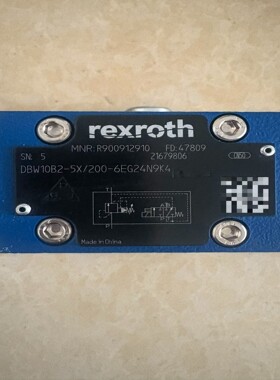 rexroth
MNR: R900912910 FD: 47809
SN: 5 21679806
DBW10B2-5X/200-6EG24N9K4
Made in China